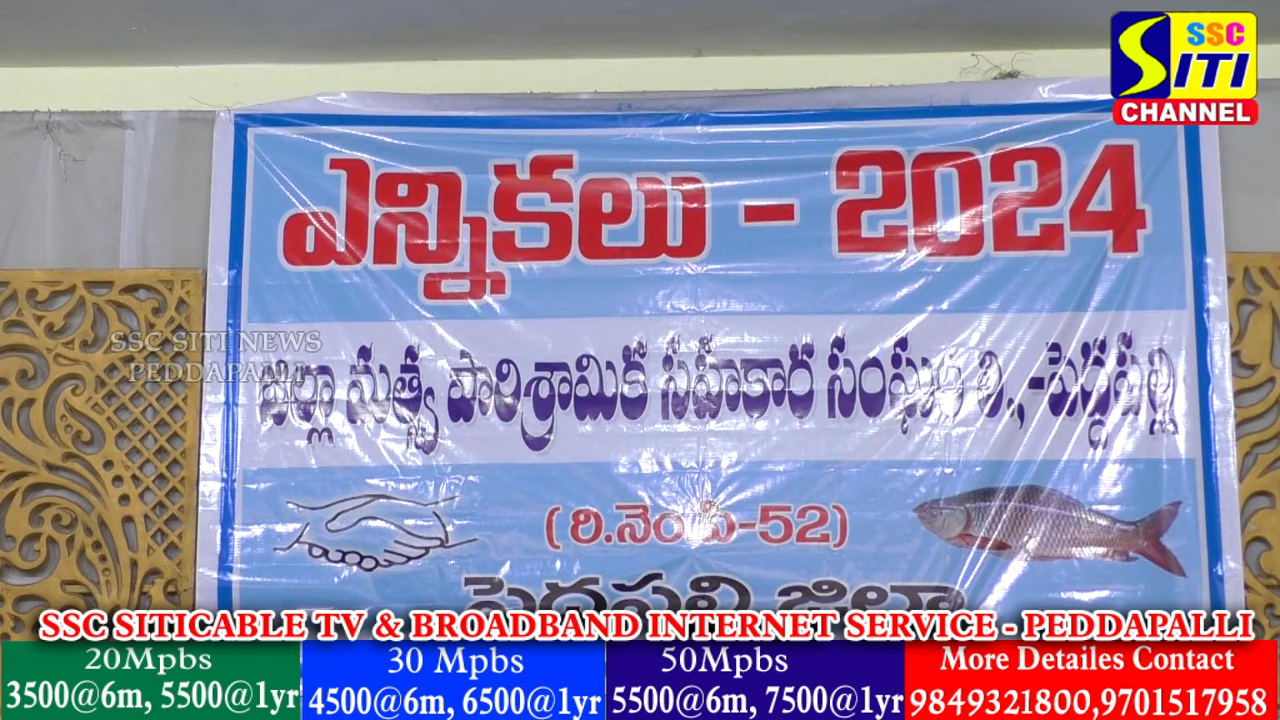 SSC
SITI
CHANNEL
ఎన్నికలు - 2024
SSC SITI NEWS
PEDDAPALLI
జిల్లా మత్స్య పారిశ్రామిక సహకార సంఘము లి.,-పెద్దపల్లి
(రి.నెం.ఏ-52)
పెద్దపల్లి జిల్లా
SSC SITICABLE TV & BROADBAND INTERNET SERVICE - PEDDAPALLI
20Mpbs 30 Mpbs 50Mpbs More Detailes Contact
3500@6m, 5500@1yr 4500@6m, 6500@1yr 5500@6m, 7500@1yr 9849321800,9701517958